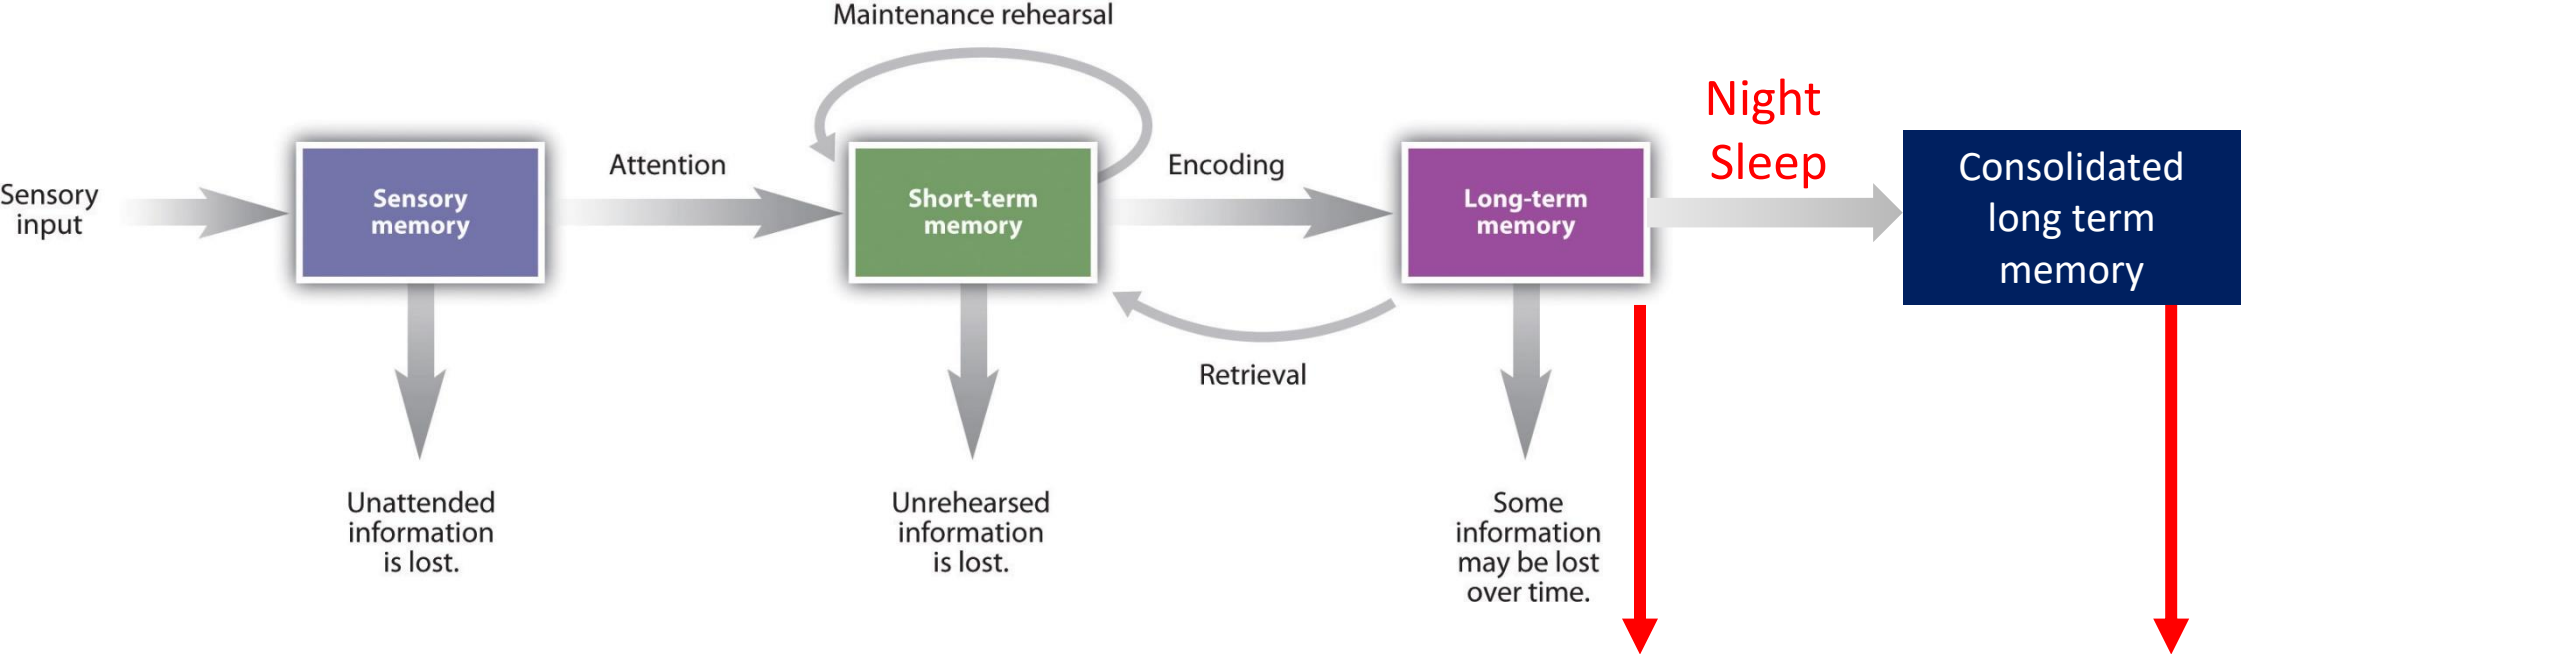 Maintenance rehearsal
Sensory
input
Sensory
memory
Attention
Short-term
memory
Encoding
Long-term
memory
Night
Sleep
Consolidated
long term
memory
Retrieval
Unattended
information
is lost.
Unrehearsed
information
is lost.
Some
information
may be lost
over time.